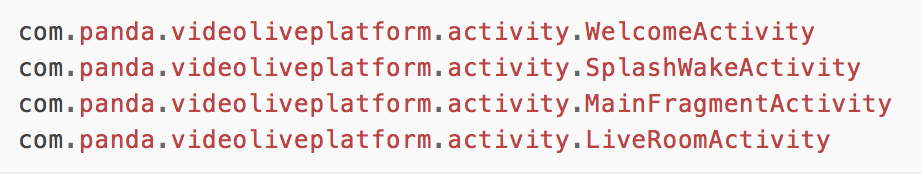 com.panda.videoliveplatform.activity.WelcomeActivity
com.panda.videoliveplatform.activity.SplashWakeActivity
com.panda.videoliveplatform.activity.MainFragmentActivity
com.panda.videoliveplatform.activity.LiveRoomActivity